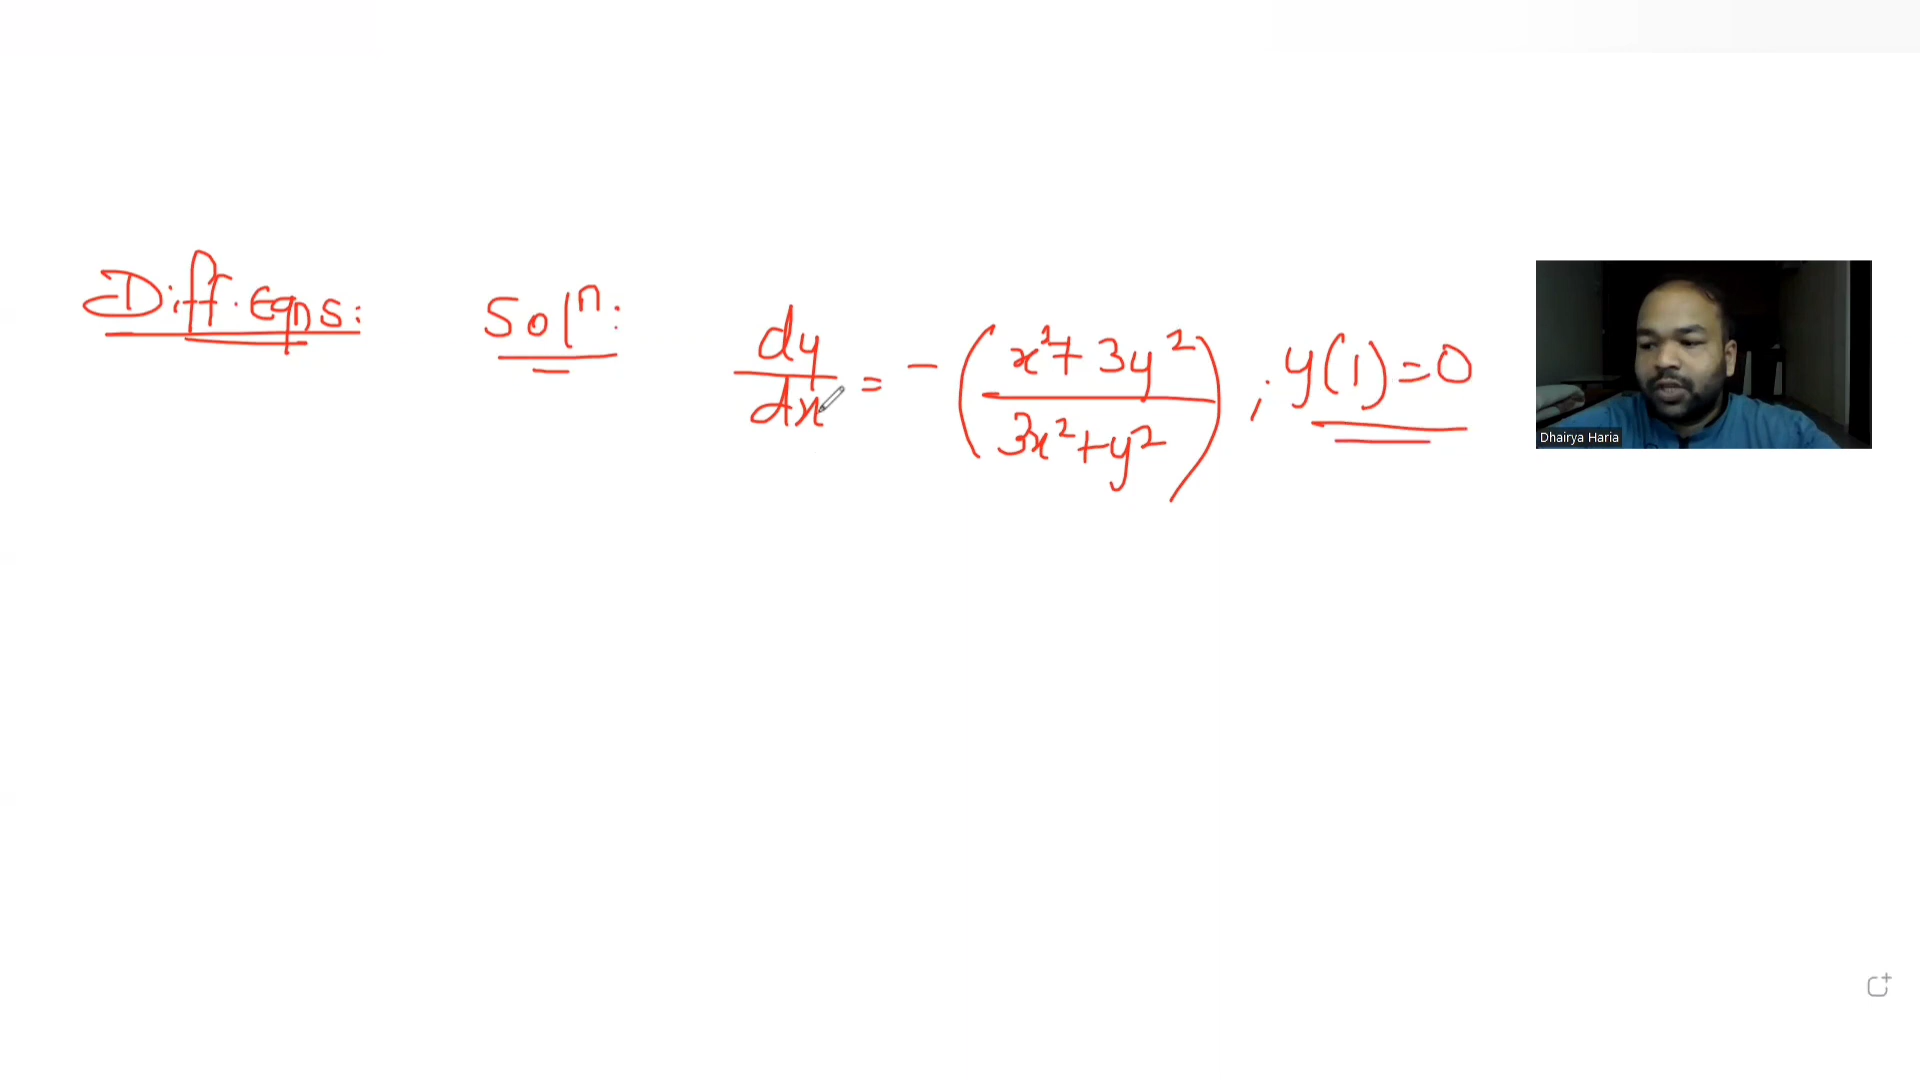 Diff. Eqns: Solⁿ: dy/dx = - ( x² + 3y² / 3x² + y² ) ; y(1) = 0
Dhairya Haria